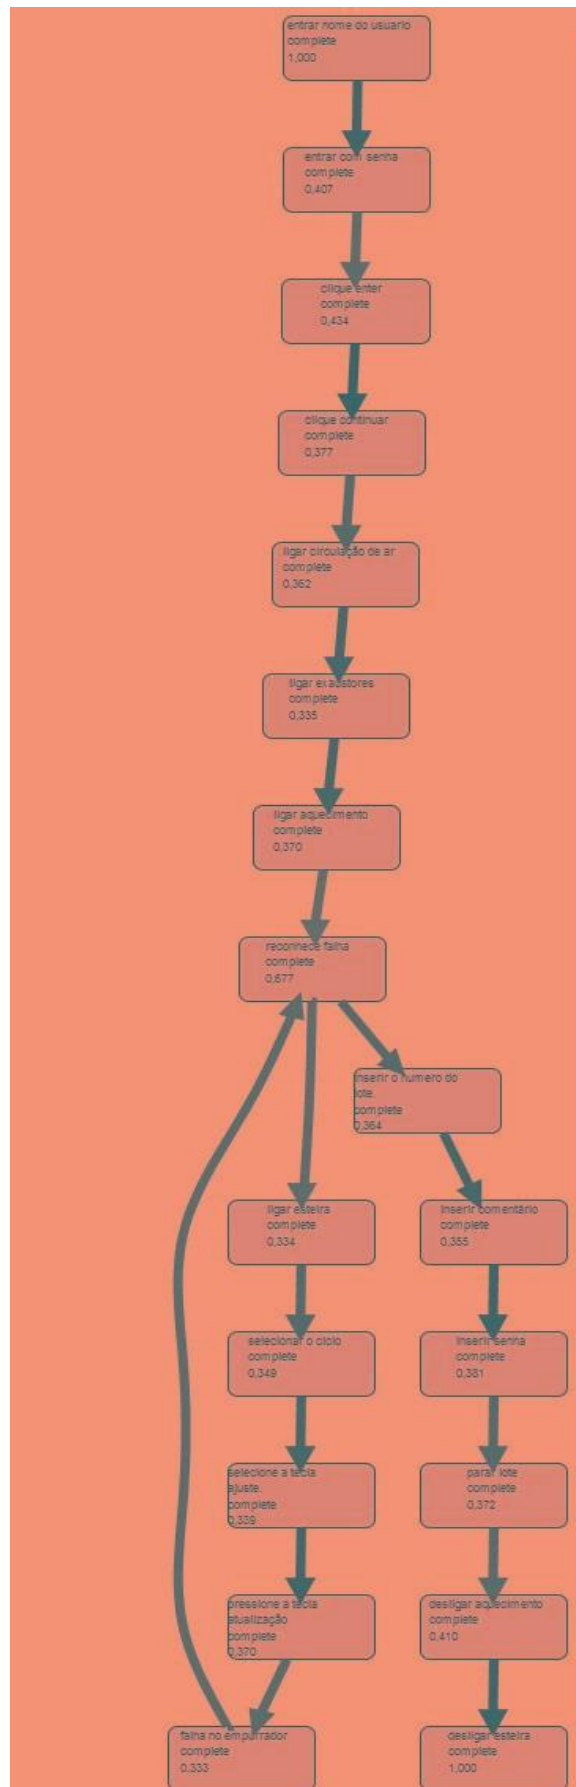 entrar nome do usuario
complete
1,000
entrar com senha
complete
0,407
clique enter
complete
0,434
clique continuar
complete
0,377
ligar circulação de ar
complete
0,362
ligar exaustores
complete
0,335
ligar aquecimento
complete
0,370
reconhece falha
complete
0,677
inserir o numero do
lote.
complete
0,364
ligar esteira
complete
0,334
inserir comentário
complete
0,355
selecionar o ciclo
complete
0,349
inserir senha
complete
0,381
selecione a tecla
ajuste.
complete
0,339
parar lote
complete
0,372
pressione a tecla
atualização
complete
0,370
desligar aquecimento
complete
0,410
falha no empurrador
complete
0,333
desligar esteira
complete
1,000